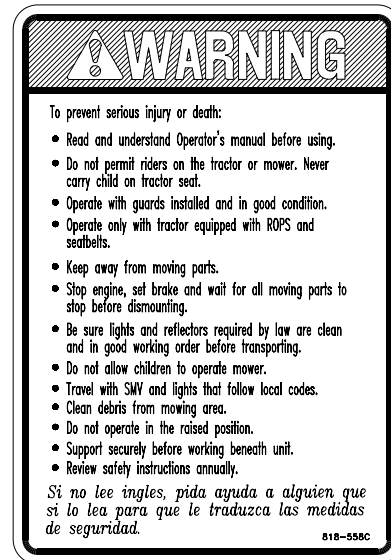 WARNING
To prevent serious injury or death:
• Read and understand Operator's manual before using.
• Do not permit riders on the tractor or mower. Never
carry child on tractor seat.
• Operate with guards installed and in good condition.
• Operate only with tractor equipped with ROPS and
seatbelts.
• Keep away from moving parts.
• Stop engine, set brake and wait for all moving parts to
stop before dismounting.
• Be sure lights and reflectors required by law are clean
and in good working order before transporting.
• Do not allow children to operate mower.
• Travel with SMV and lights that follow local codes.
• Clean debris from mowing area.
• Do not operate in the raised position.
• Support securely before working beneath unit.
• Review safety instructions annually.
Si no lee ingles, pida ayuda a alguien que
si lo lea para que le traduzca las medidas
de seguridad.
818-558C